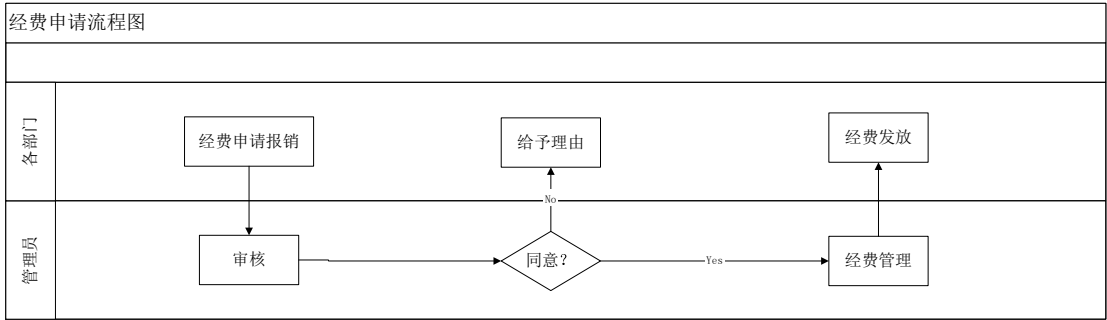 经费申请流程图
各部门
经费申请报销
给予理由
经费发放
No
管理员
审核
同意?
Yes
经费管理